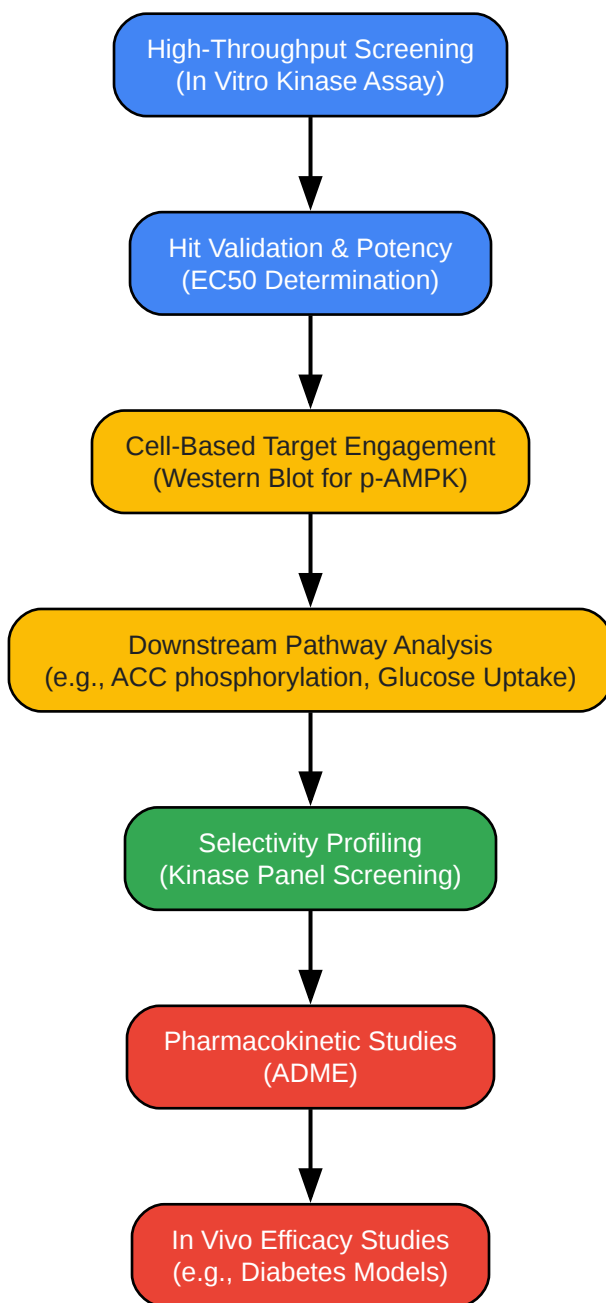 High-Throughput Screening
(In Vitro Kinase Assay)
Hit Validation & Potency
(EC50 Determination)
Cell-Based Target Engagement
(Western Blot for p-AMPK)
Downstream Pathway Analysis
(e.g., ACC phosphorylation, Glucose Uptake)
Selectivity Profiling
(Kinase Panel Screening)
Pharmacokinetic Studies
(ADME)
In Vivo Efficacy Studies
(e.g., Diabetes Models)